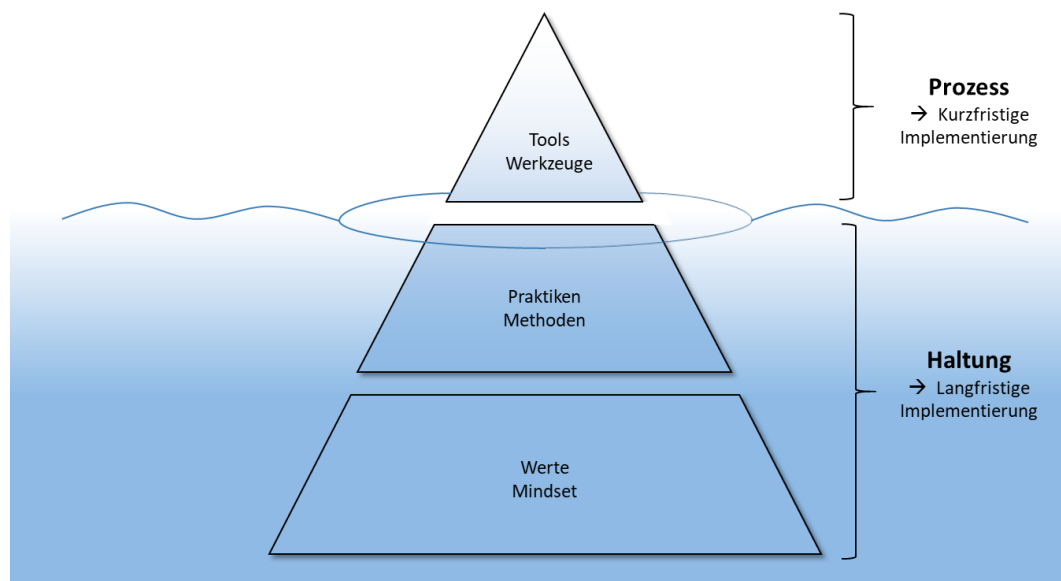 Tools
Werkzeuge
Prozess
→ Kurzfristige
Implementierung
Praktiken
Methoden
Haltung
→ Langfristige
Implementierung
Werte
Mindset